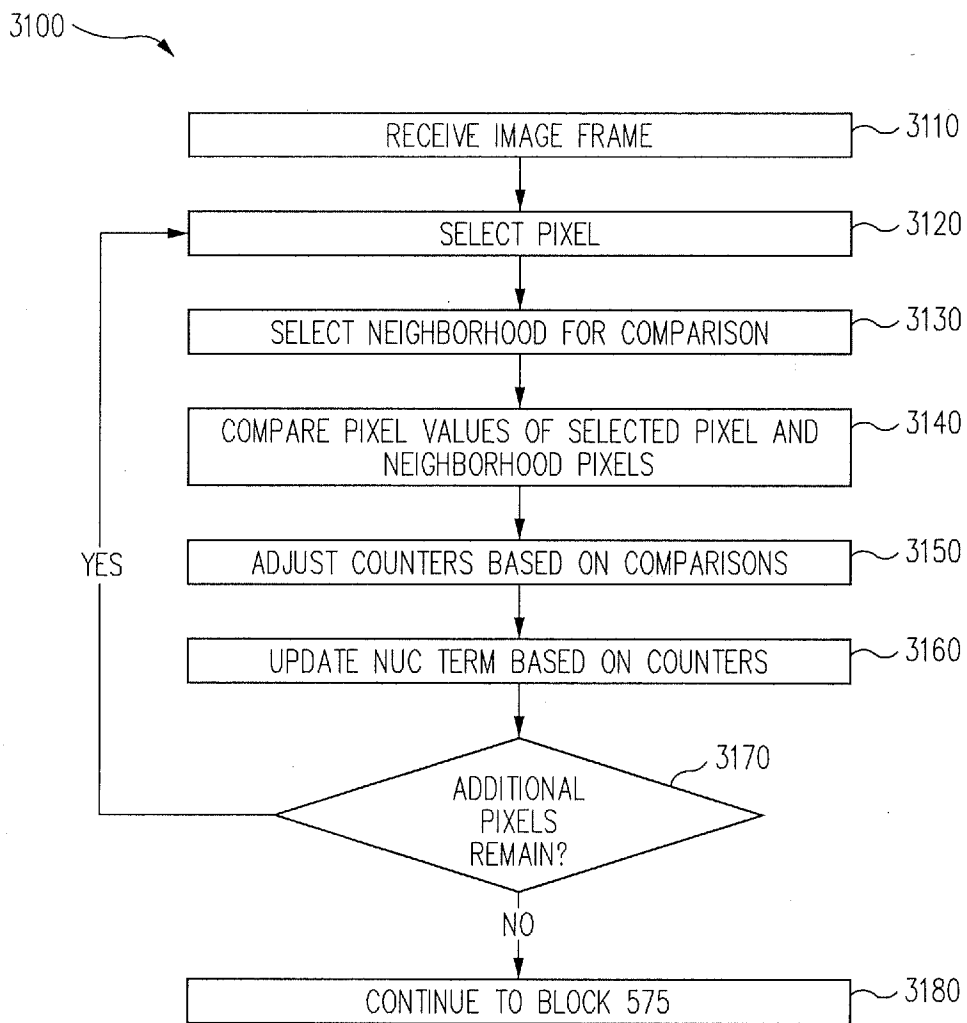 3100
RECEIVE IMAGE FRAME
3110
SELECT PIXEL
3120
SELECT NEIGHBORHOOD FOR COMPARISON
3130
COMPARE PIXEL VALUES OF SELECTED PIXEL AND
NEIGHBORHOOD PIXELS
3140
ADJUST COUNTERS BASED ON COMPARISONS
3150
YES
UPDATE NUC TERM BASED ON COUNTERS
3160
3170
ADDITIONAL
PIXELS
REMAIN?
NO
CONTINUE TO BLOCK 575
3180